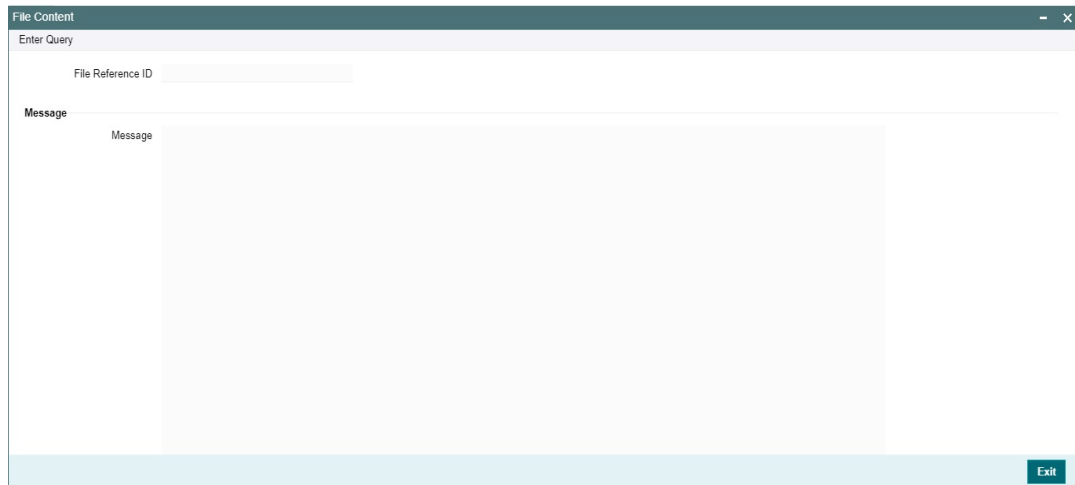 File Content
Enter Query
File Reference ID
Message
Message
Exit